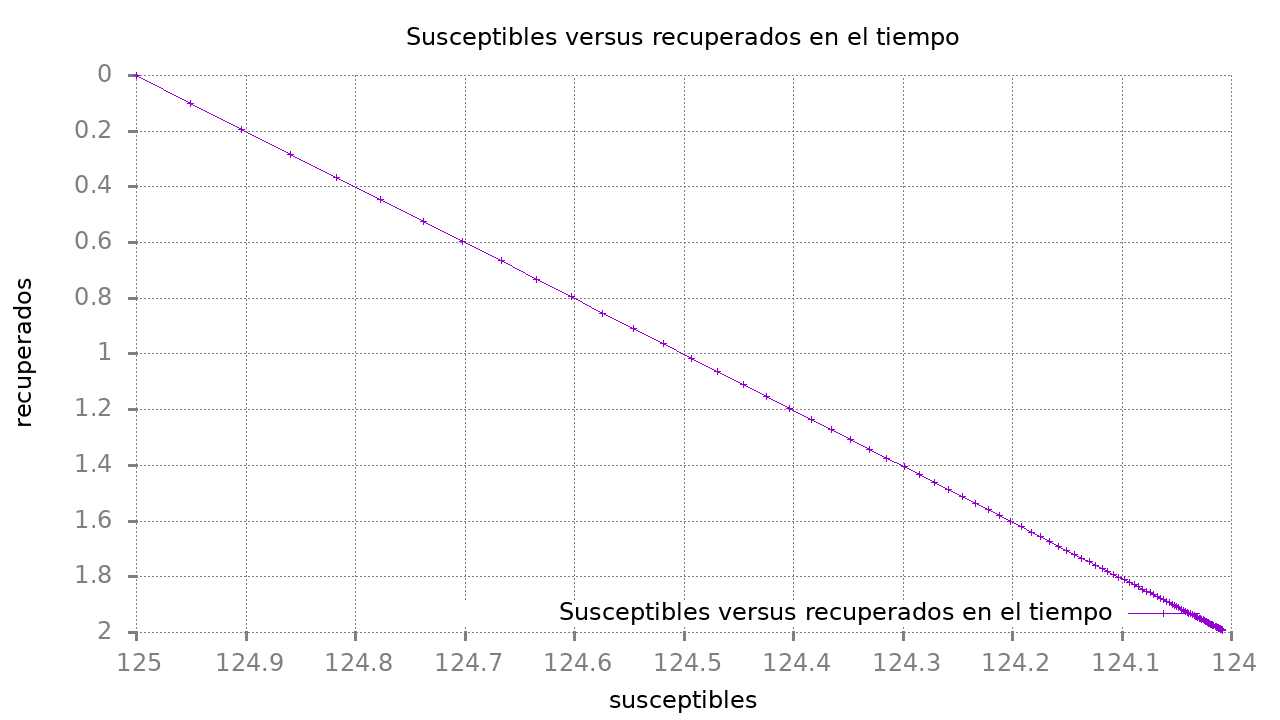 Susceptibles versus recuperados en el tiempo
0
0.2
0.4
0.6
0.8
1
1.2
1.4
1.6
1.8
2
recuperados
Susceptibles versus recuperados en el tiempo
125 124.9 124.8 124.7 124.6 124.5 124.4 124.3 124.2 124.1 124
susceptibles